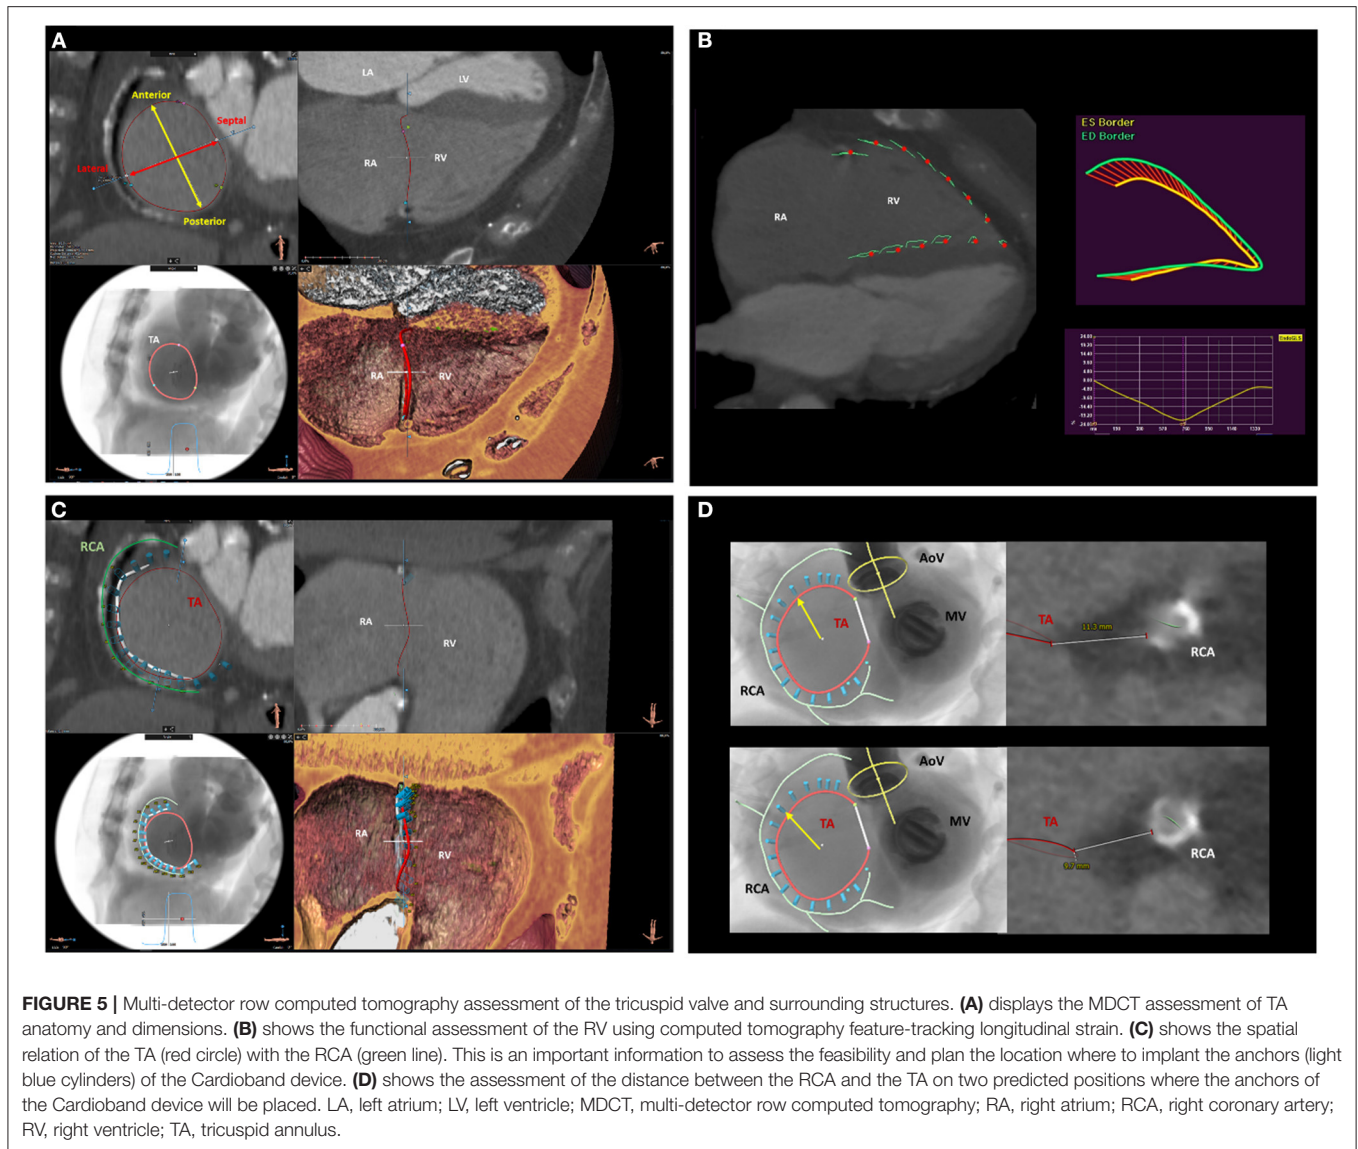 A
Anterior
Septal
Lateral
Posterior
LA
LV
RA
RV
TA
RA
RV
B
RA
RV
ES Border
ED Border
EndoGLS
C
RCA
TA
RA
RV
RA
RV
D
AoV
TA
MV
RCA
TA
11.3 mm
RCA
AoV
TA
MV
RCA
TA
9.7 mm
RCA
FIGURE 5 | Multi-detector row computed tomography assessment of the tricuspid valve and surrounding structures. (A) displays the MDCT assessment of TA
anatomy and dimensions. (B) shows the functional assessment of the RV using computed tomography feature-tracking longitudinal strain. (C) shows the spatial
relation of the TA (red circle) with the RCA (green line). This is an important information to assess the feasibility and plan the location where to implant the anchors (light
blue cylinders) of the Cardioband device. (D) shows the assessment of the distance between the RCA and the TA on two predicted positions where the anchors of
the Cardioband device will be placed. LA, left atrium; LV, left ventricle; MDCT, multi-detector row computed tomography; RA, right atrium; RCA, right coronary artery;
RV, right ventricle; TA, tricuspid annulus.